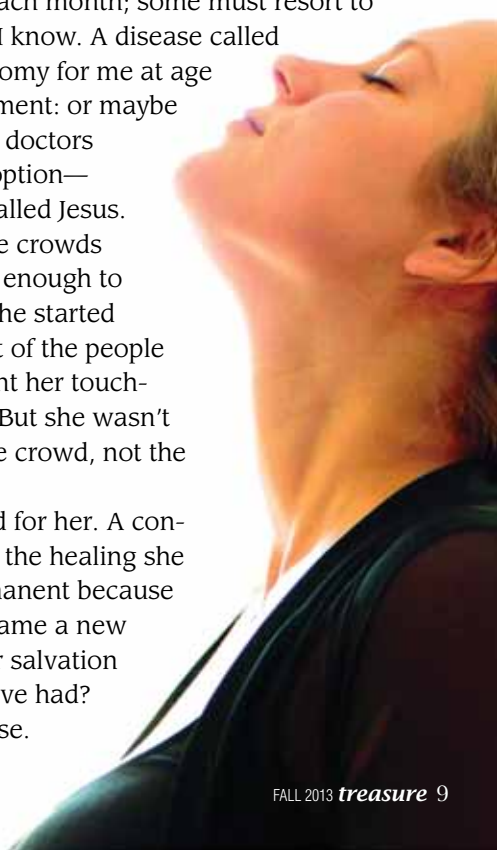 each month; some must resort to
I know. A disease called
omy for me at age
ment: or maybe
doctors
option—
alled Jesus.
e crowds
enough to
he started
t of the people
nt her touch-
But she wasn't
e crowd, not the
d for her. A con-
the healing she
nanent because
ame a new
r salvation
ve had?
se.
FALL 2013 treasure 9